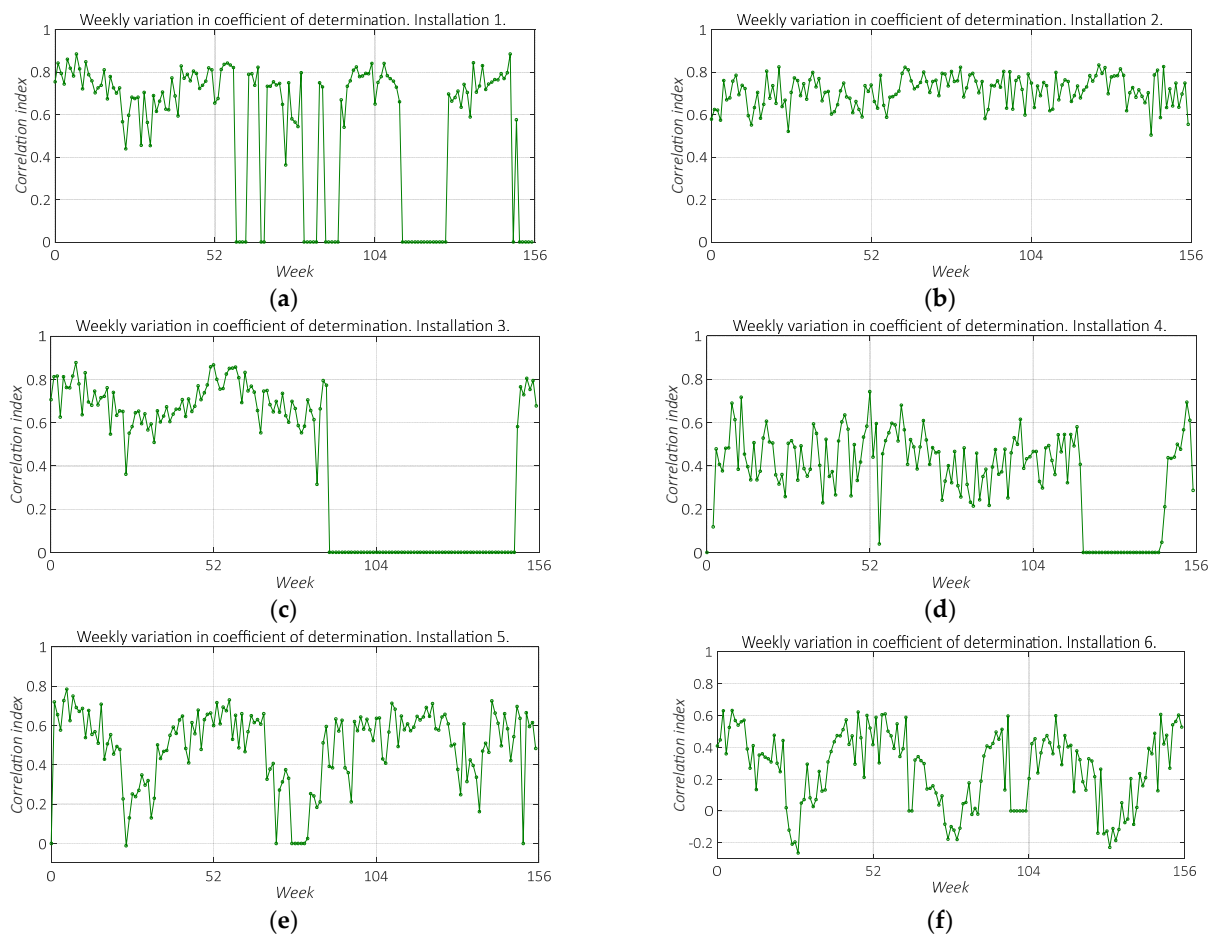 Weekly variation in coefficient of determination. Installation 1.
1
0.8
0.6
0.4
0.2
0
Correlation index
0 52 104 156
Week
(a)
Weekly variation in coefficient of determination. Installation 2.
1
0.8
0.6
0.4
0.2
0
Correlation index
0 52 104 156
Week
(b)
Weekly variation in coefficient of determination. Installation 3.
1
0.8
0.6
0.4
0.2
0
Correlation index
0 52 104 156
Week
(c)
Weekly variation in coefficient of determination. Installation 4.
1
0.8
0.6
0.4
0.2
0
Correlation index
0 52 104 156
Week
(d)
Weekly variation in coefficient of determination. Installation 5.
1
0.8
0.6
0.4
0.2
0
Correlation index
0 52 104 156
Week
(e)
Weekly variation in coefficient of determination. Installation 6.
1
0.8
0.6
0.4
0.2
0
-0.2
Correlation index
0 52 104 156
Week
(f)